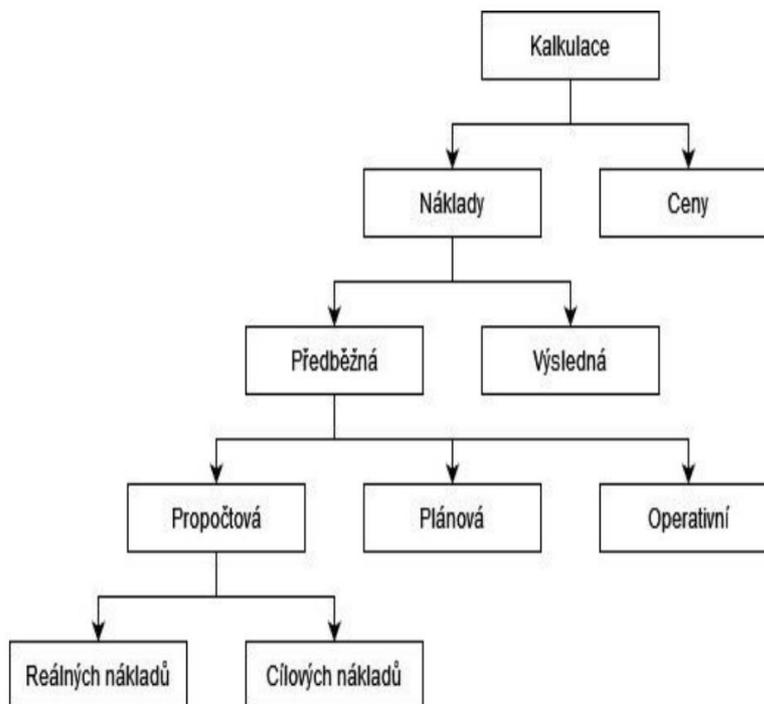 Kalkulace
Náklady
Ceny
Předběžná
Výsledná
Propočtová
Plánová
Operativní
Reálných nákladů
Cílových nákladů